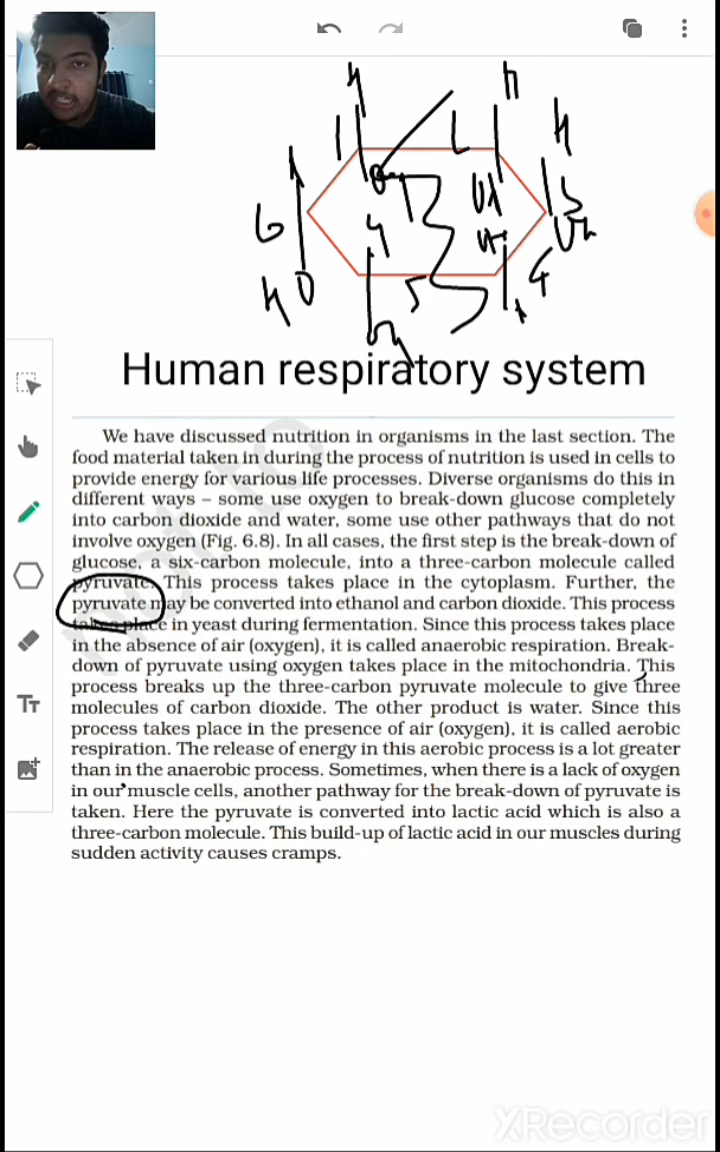 Human respiratory system
We have discussed nutrition in organisms in the last section. The
food material taken in during the process of nutrition is used in cells to
provide energy for various life processes. Diverse organisms do this in
different ways – some use oxygen to break-down glucose completely
into carbon dioxide and water, some use other pathways that do not
involve oxygen (Fig. 6.8). In all cases, the first step is the break-down of
glucose, a six-carbon molecule, into a three-carbon molecule called
pyruvate. This process takes place in the cytoplasm. Further, the
pyruvate may be converted into ethanol and carbon dioxide. This process
takes place in yeast during fermentation. Since this process takes place
in the absence of air (oxygen), it is called anaerobic respiration. Break-
down of pyruvate using oxygen takes place in the mitochondria. This
process breaks up the three-carbon pyruvate molecule to give three
molecules of carbon dioxide. The other product is water. Since this
process takes place in the presence of air (oxygen), it is called aerobic
respiration. The release of energy in this aerobic process is a lot greater
than in the anaerobic process. Sometimes, when there is a lack of oxygen
in our muscle cells, another pathway for the break-down of pyruvate is
taken. Here the pyruvate is converted into lactic acid which is also a
three-carbon molecule. This build-up of lactic acid in our muscles during
sudden activity causes cramps.
TT
XRecorder